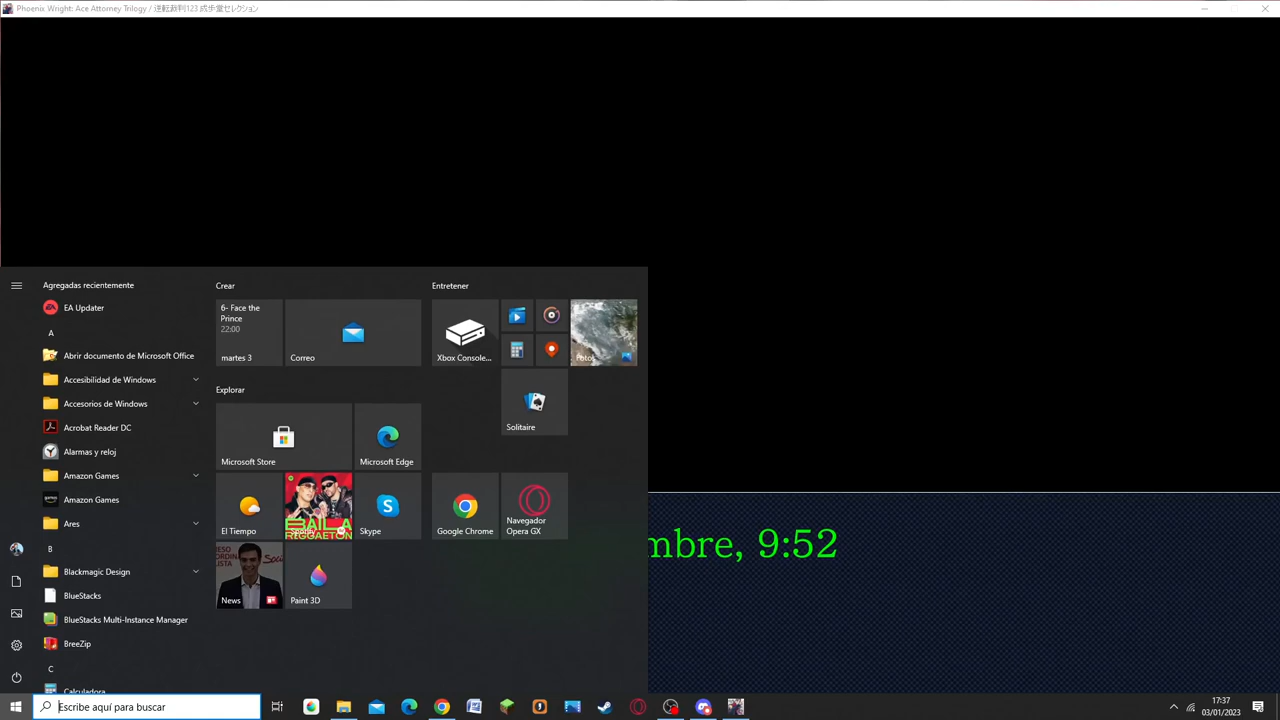 Phoenix Wright: Ace Attorney Trilogy / 逆転裁判123 成歩堂セレクション
Agregadas recientemente
EA Updater
A
Abrir documento de Microsoft Office
Accesibilidad de Windows
Accesorios de Windows
Acrobat Reader DC
Alarmas y reloj
Amazon Games
Amazon Games
Ares
B
Blackmagic Design
BlueStacks
BlueStacks Multi-Instance Manager
BreeZip
C
Calculadora
Crear
6- Face the
Prince
22:00
martes 3
Correo
Explorar
Microsoft Store
Microsoft Edge
El Tiempo
BAILA
REGGAETON
Skype
News
Paint 3D
Entretener
Xbox Console...
Fotos
Solitaire
Google Chrome
Navegador
Opera GX
mbre, 9:52
Escribe aquí para buscar
17:37
03/01/2023